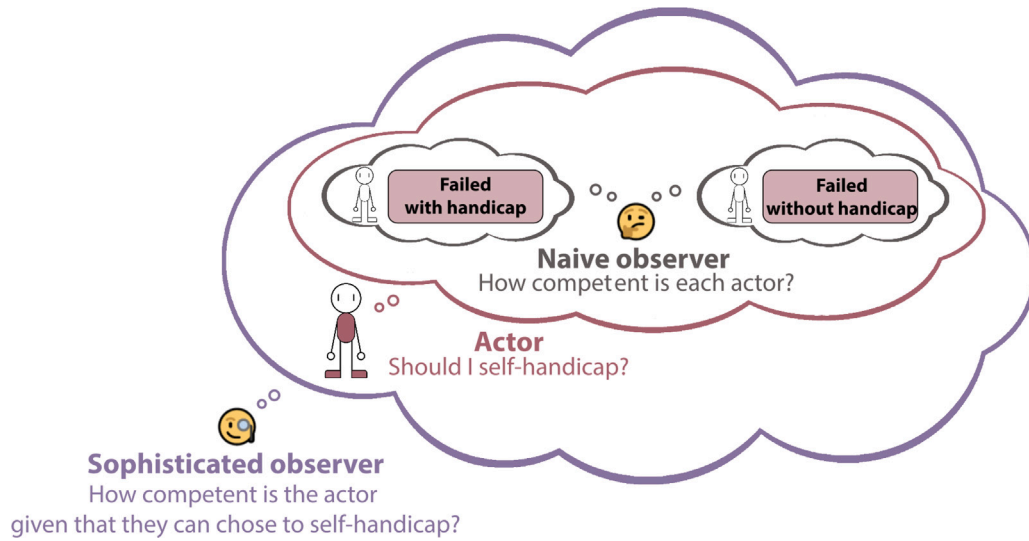 Failed
with handicap
Failed
without handicap
Naive observer
How competent is each actor?
Actor
Should I self-handicap?
Sophisticated observer
How competent is the actor
given that they can chose to self-handicap?